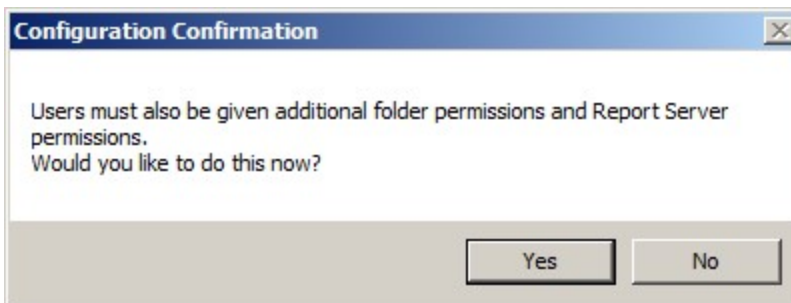 Configuration Confirmation
Users must also be given additional folder permissions and Report Server
permissions.
Would you like to do this now?
Yes No